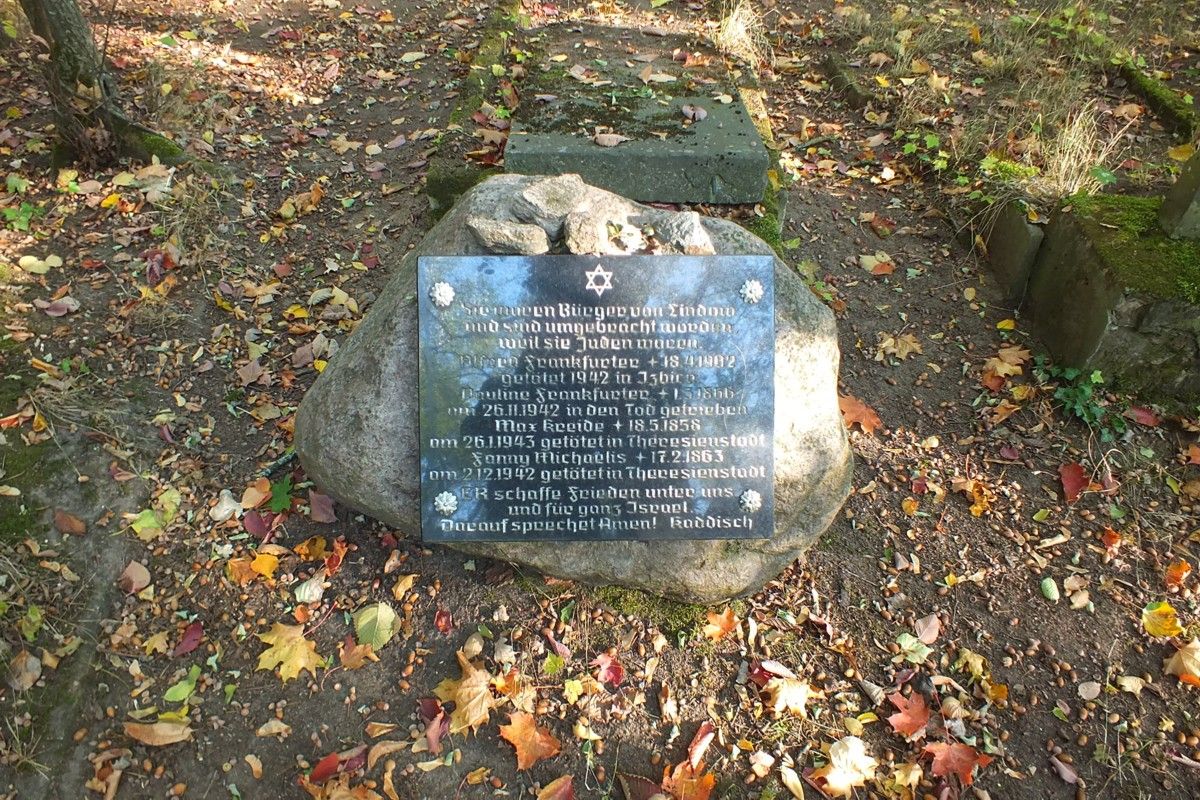 Sie waren Bürger von Lindow
und sind umgebracht worden
weil sie Juden waren.
Alfred Frankfurter + 18.4.1902
getötet 1942 in Izbica
Pauline Frankfurter + 1.5.1866
am 26.11.1942 in den Tod getrieben
Max Kreide + 18.5.1858
am 26.1.1943 getötet in Theresienstadt
Fanny Michaelis + 17.2.1863
am 2.12.1942 getötet in Theresienstadt
ER schaffe Frieden unter uns
und für ganz Israel.
Darauf sprechet Amen! Kaddisch